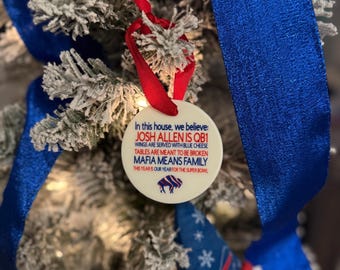 In this house, we believe:
JOSH ALLEN IS QB1
WINGS ARE SERVED WITH BLUE CHEESE
TABLES ARE MEANT TO BE BROKEN
MAFIA MEANS FAMILY
THIS YEAR IS OUR YEAR FOR THE SUPER BOWL